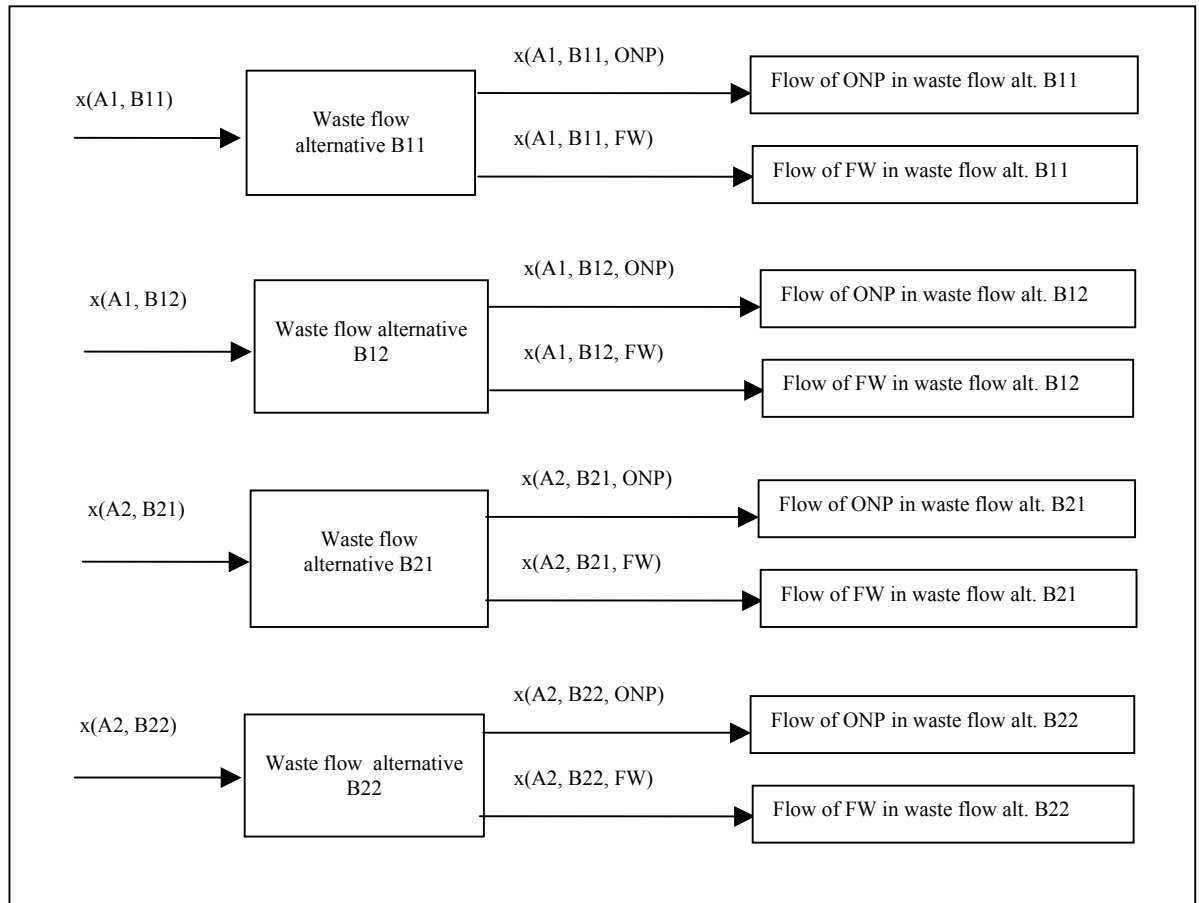 x(A1, B11)
Waste flow
alternative B11
x(A1, B11, ONP)
Flow of ONP in waste flow alt. B11
x(A1, B11, FW)
Flow of FW in waste flow alt. B11
x(A1, B12)
Waste flow alternative
B12
x(A1, B12, ONP)
Flow of ONP in waste flow alt. B12
x(A1, B12, FW)
Flow of FW in waste flow alt. B12
x(A2, B21)
Waste flow
alternative B21
x(A2, B21, ONP)
Flow of ONP in waste flow alt. B21
x(A2, B21, FW)
Flow of FW in waste flow alt. B21
x(A2, B22)
Waste flow alternative
B22
x(A2, B22, ONP)
Flow of ONP in waste flow alt. B22
x(A2, B22, FW)
Flow of FW in waste flow alt. B22